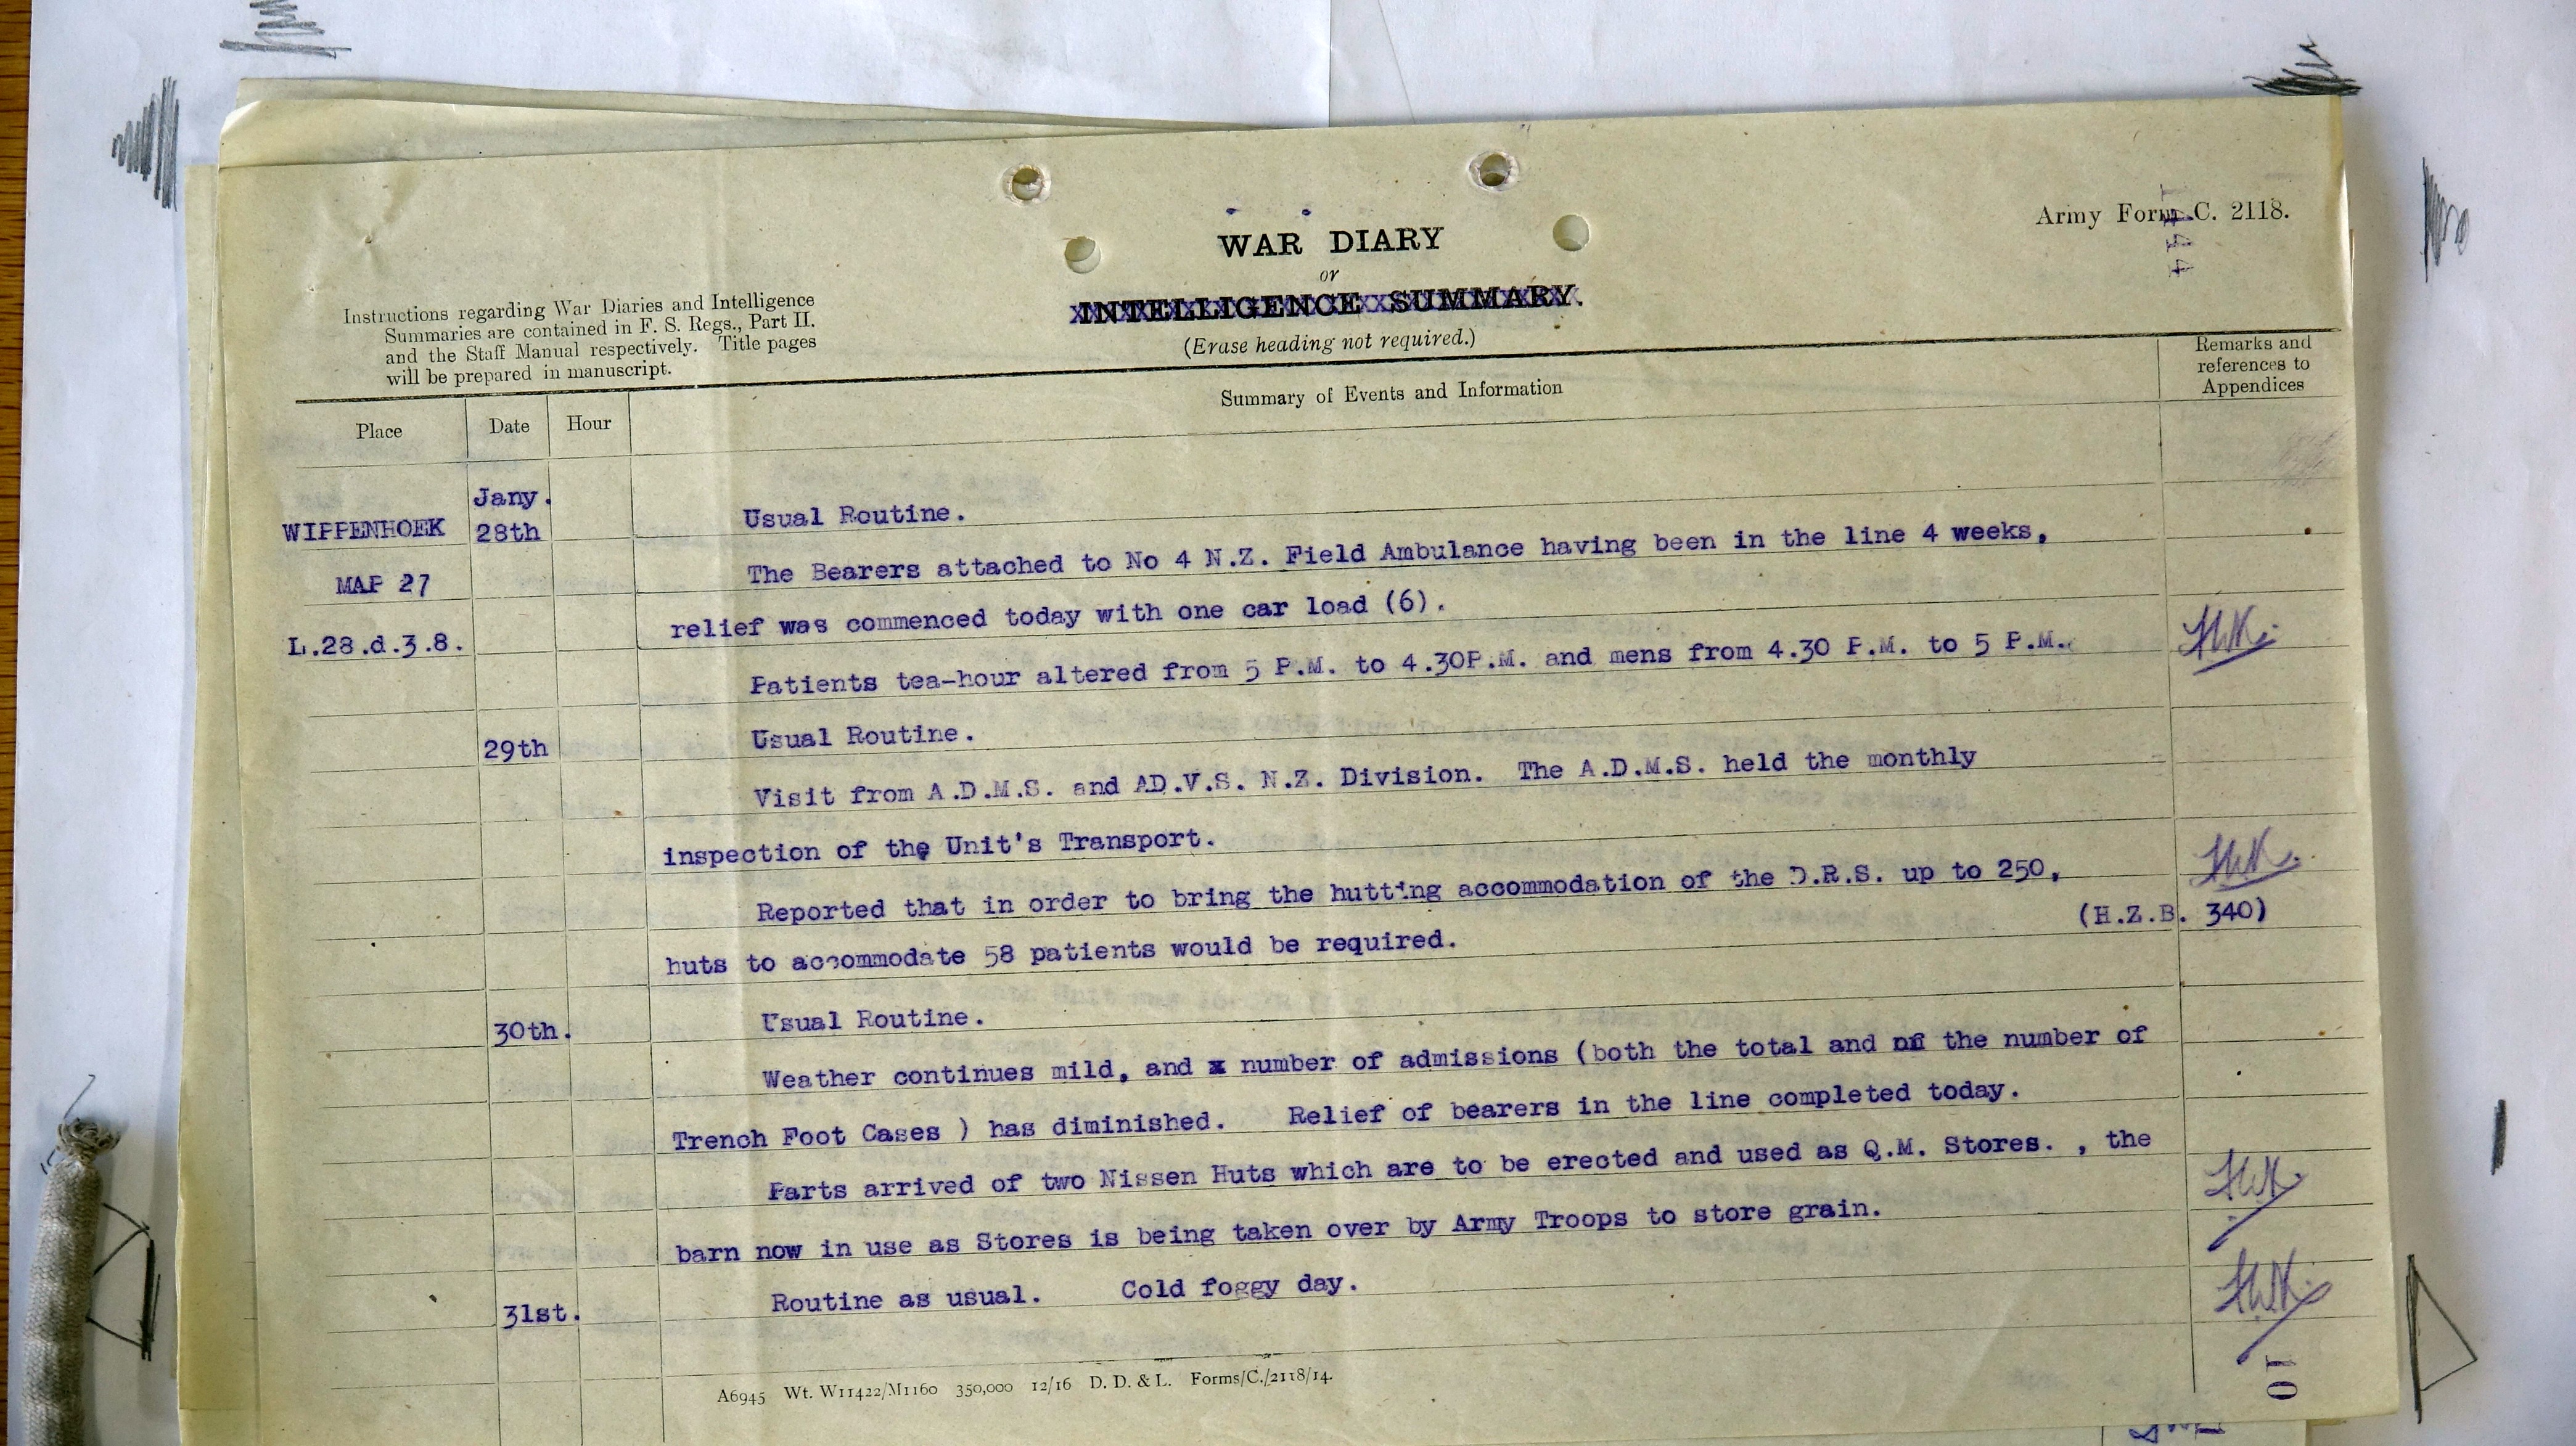 Army Form C. 2118.
WAR DIARY
or
INTELLIGENCE SUMMARY.
(Erase heading not required.)
Instructions regarding War Diaries and Intelligence
Summaries are contained in F. S. Regs., Part II.
and the Staff Manual respectively. Title pages
will be prepared in manuscript.
Place Date Hour Summary of Events and Information Remarks and
references to
Appendices
Jany.
WIPPENHOEK 28th Usual Routine.
MAP 27 The Bearers attached to No 4 N.Z. Field Ambulance having been in the line 4 weeks,
L.28.d.3.8. relief was commenced today with one car load (6).
Patients tea-hour altered from 5 P.M. to 4.30P.M. and mens from 4.30 P.M. to 5 P.M.
29th Usual Routine.
Visit from A.D.M.S. and AD.V.S. N.Z. Division. The A.D.M.S. held the monthly
inspection of the Unit's Transport.
Reported that in order to bring the hutting accommodation of the D.R.S. up to 250,
huts to accommodate 58 patients would be required. (H.Z.B. 340)
30th. Usual Routine.
Weather continues mild, and x number of admissions (both the total and of the number of
Trench Foot Cases ) has diminished. Relief of bearers in the line completed today.
Parts arrived of two Nissen Huts which are to be erected and used as Q.M. Stores. , the
barn now in use as Stores is being taken over by Army Troops to store grain.
31st. Routine as usual. Cold foggy day.
A6945 Wt. W11422/M1160 350,000 12/16 D. D. & L. Forms/C./2118/14.
10